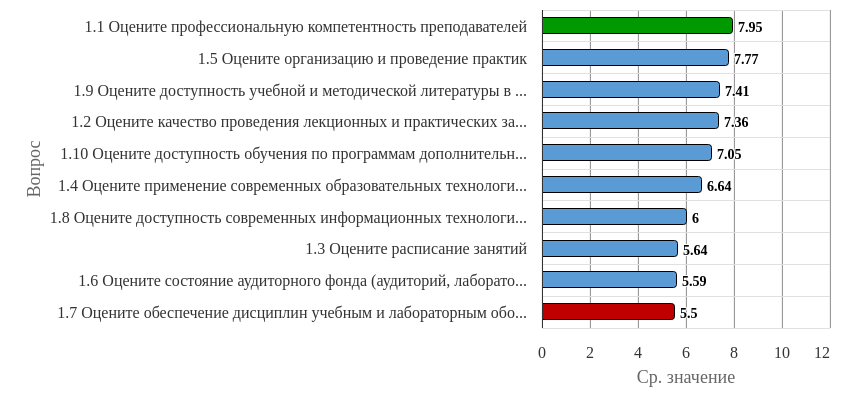 1.1 Оцените профессиональную компетентность преподавателей 7.95
1.5 Оцените организацию и проведение практик 7.77
1.9 Оцените доступность учебной и методической литературы в ... 7.41
1.2 Оцените качество проведения лекционных и практических за... 7.36
1.10 Оцените доступность обучения по программам дополнительн... 7.05
1.4 Оцените применение современных образовательных технологи... 6.64
1.8 Оцените доступность современных информационных технологи... 6
1.3 Оцените расписание занятий 5.64
1.6 Оцените состояние аудиторного фонда (аудиторий, лаборато... 5.59
1.7 Оцените обеспечение дисциплин учебным и лабораторным обо... 5.5
Вопрос
0 2 4 6 8 10 12
Ср. значение